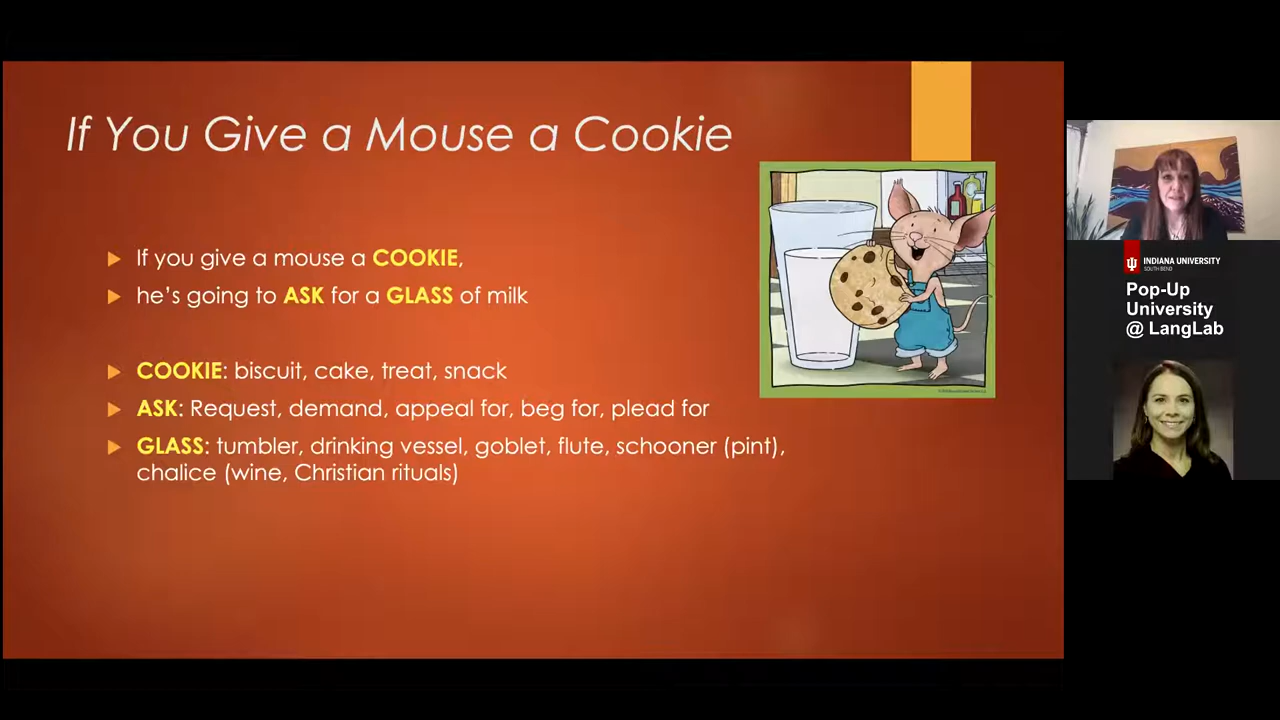 If You Give a Mouse a Cookie
If you give a mouse a COOKIE,
he's going to ASK for a GLASS of milk
COOKIE: biscuit, cake, treat, snack
ASK: Request, demand, appeal for, beg for, plead for
GLASS: tumbler, drinking vessel, goblet, flute, schooner (pint),
chalice (wine, Christian rituals)
INDIANA UNIVERSITY
SOUTH BEND
Pop-Up
University
@ LangLab